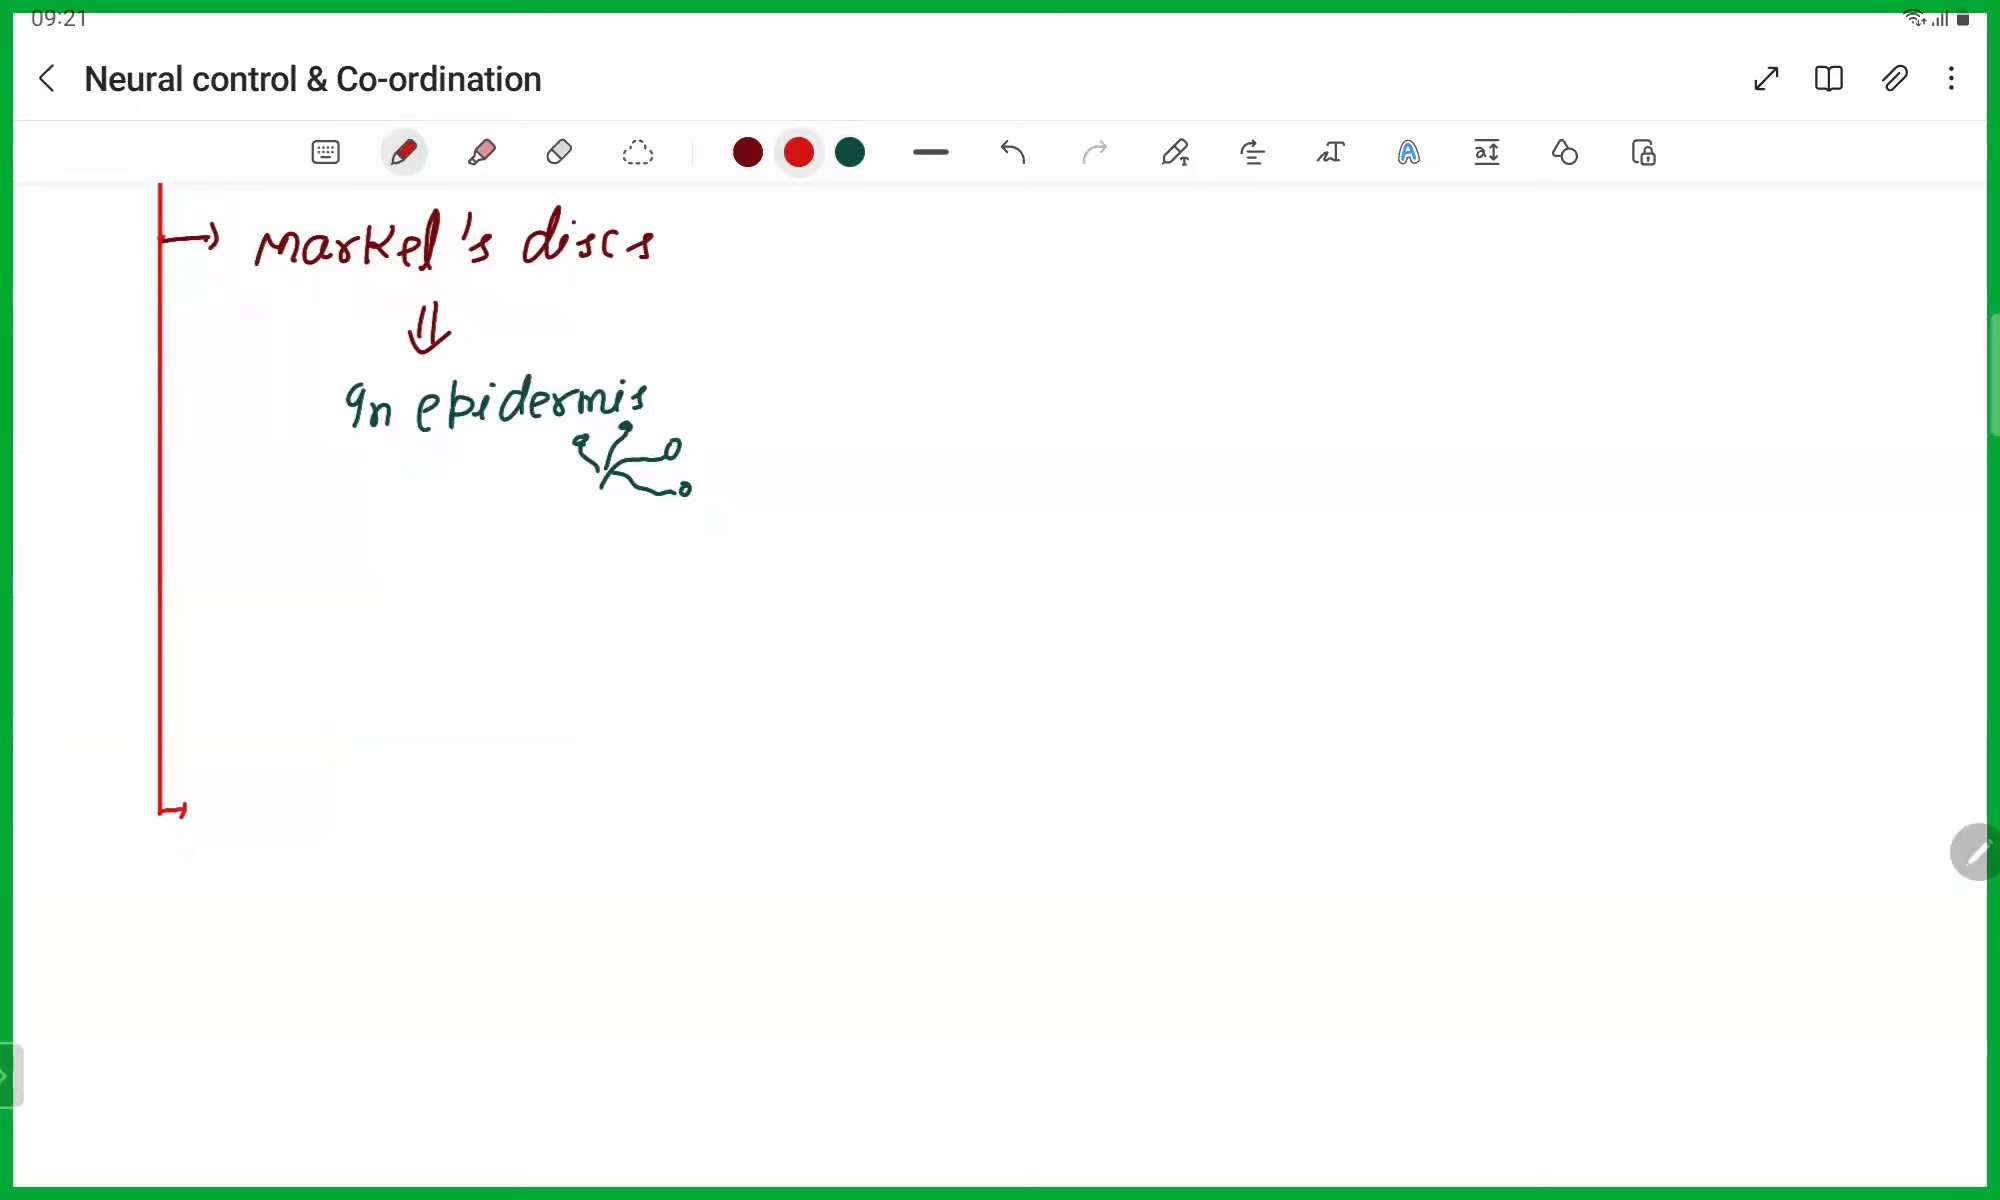 09:21
Neural control & Co-ordination
Markel's discs
In epidermis